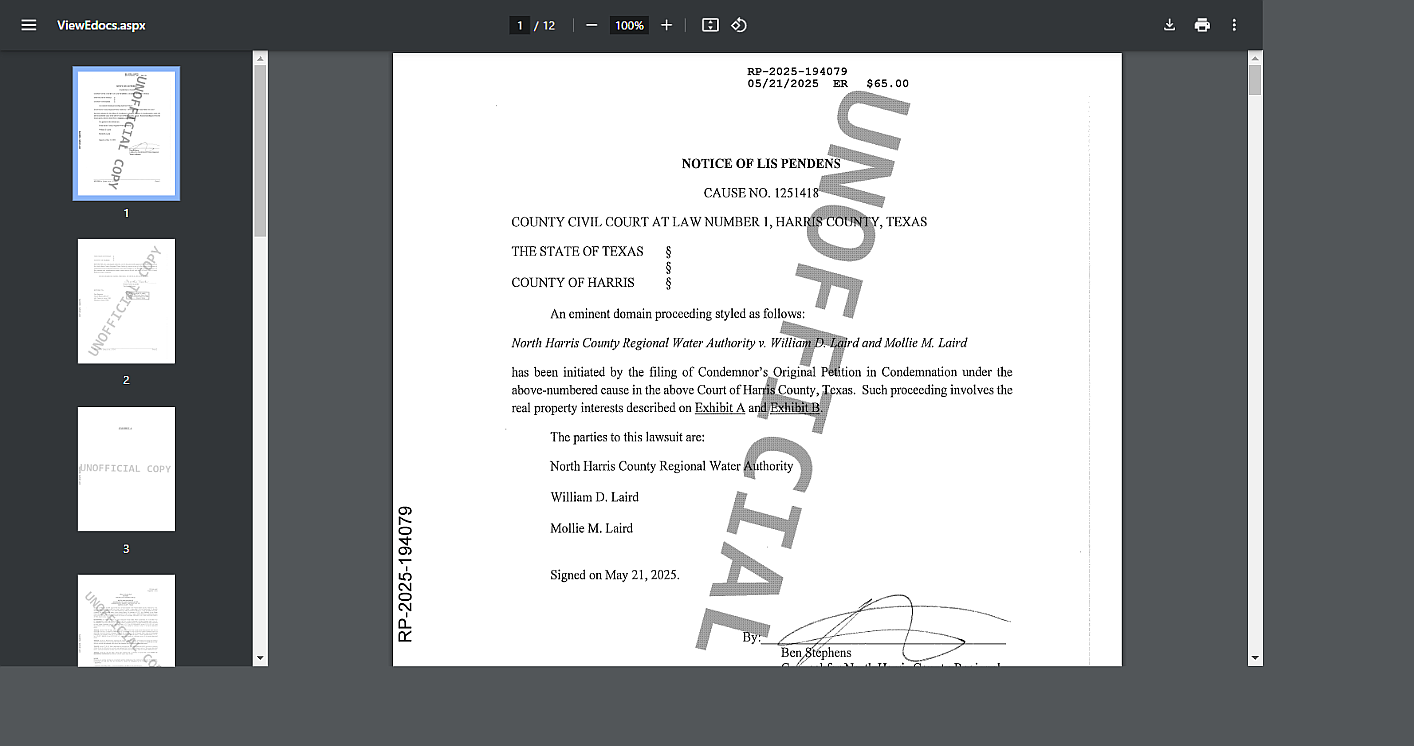 ViewEdocs.aspx
1 / 12
100%
1
2
3
UNOFFICIAL COPY
UNOFFICIAL COPY
UNOFFICIAL COPY
UNOFFICIAL CO
RP-2025-194079
05/21/2025 ER $65.00
NOTICE OF LIS PENDENS
CAUSE NO. 1251418
COUNTY CIVIL COURT AT LAW NUMBER 1, HARRIS COUNTY, TEXAS
THE STATE OF TEXAS §
§
COUNTY OF HARRIS §
An eminent domain proceeding styled as follows:
North Harris County Regional Water Authority v. William D. Laird and Mollie M. Laird
has been initiated by the filing of Condemnor's Original Petition in Condemnation under the
above-numbered cause in the above Court of Harris County, Texas. Such proceeding involves the
real property interests described on Exhibit A and Exhibit B.
The parties to this lawsuit are:
North Harris County Regional Water Authority
William D. Laird
Mollie M. Laird
Signed on May 21, 2025.
By:
Ben Stephens
RP-2025-194079
UNOFFICIAL